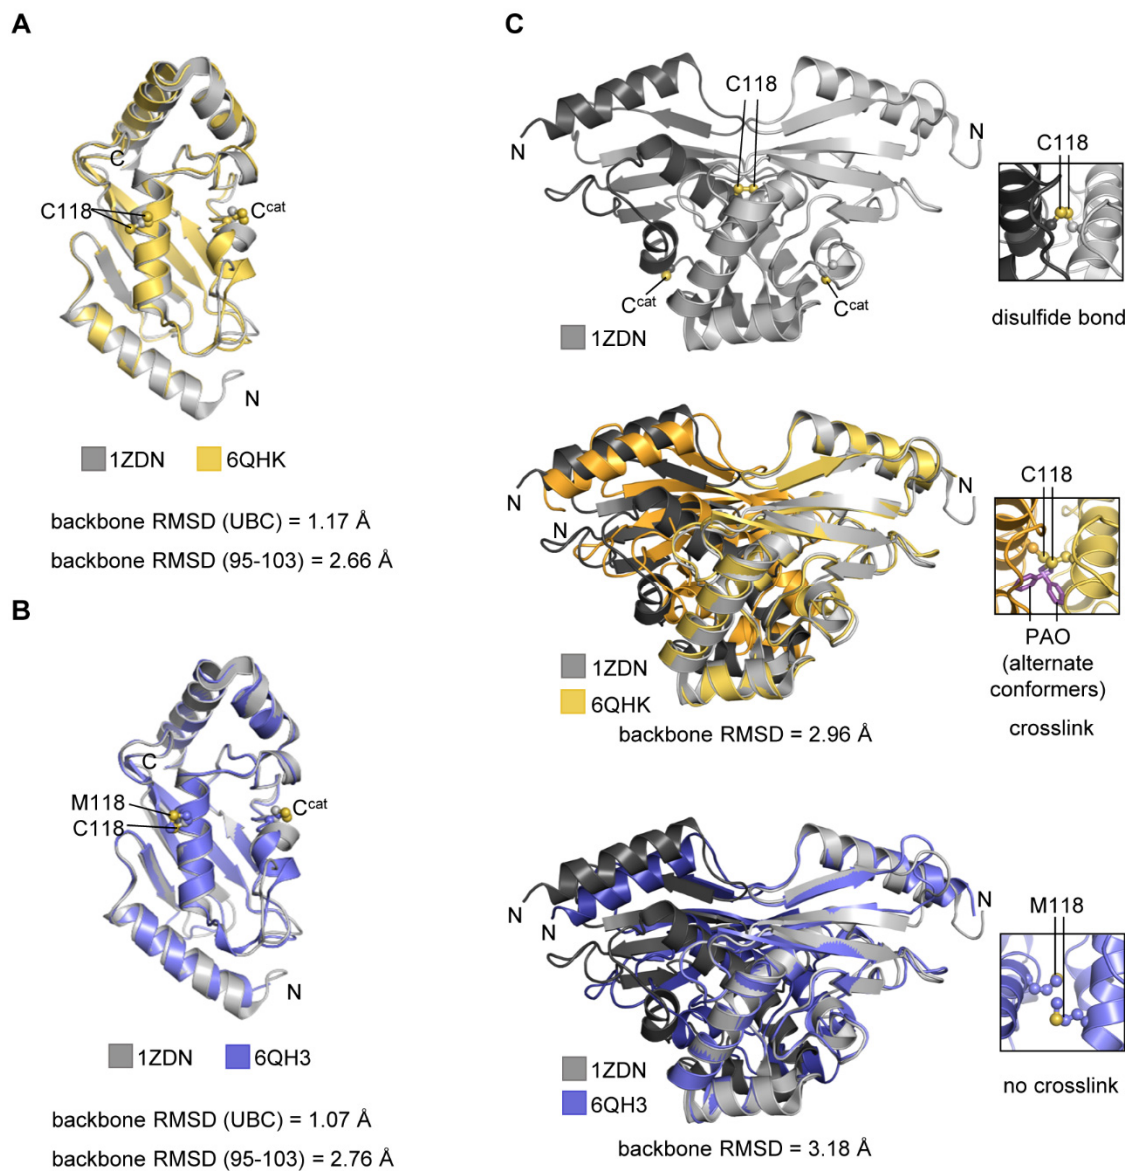 A
C
C118
Cᶜᵃᵗ
N
1ZDN
6QHK
backbone RMSD (UBC) = 1.17 Å
backbone RMSD (95-103) = 2.66 Å
B
C
M118
C118
Cᶜᵃᵗ
N
1ZDN
6QH3
backbone RMSD (UBC) = 1.07 Å
backbone RMSD (95-103) = 2.76 Å
C
C118
N
N
Cᶜᵃᵗ
Cᶜᵃᵗ
1ZDN
C118
disulfide bond
N
N
N
1ZDN
6QHK
backbone RMSD = 2.96 Å
C118
PAO
(alternate
conformers)
crosslink
N
N
N
1ZDN
6QH3
backbone RMSD = 3.18 Å
M118
no crosslink